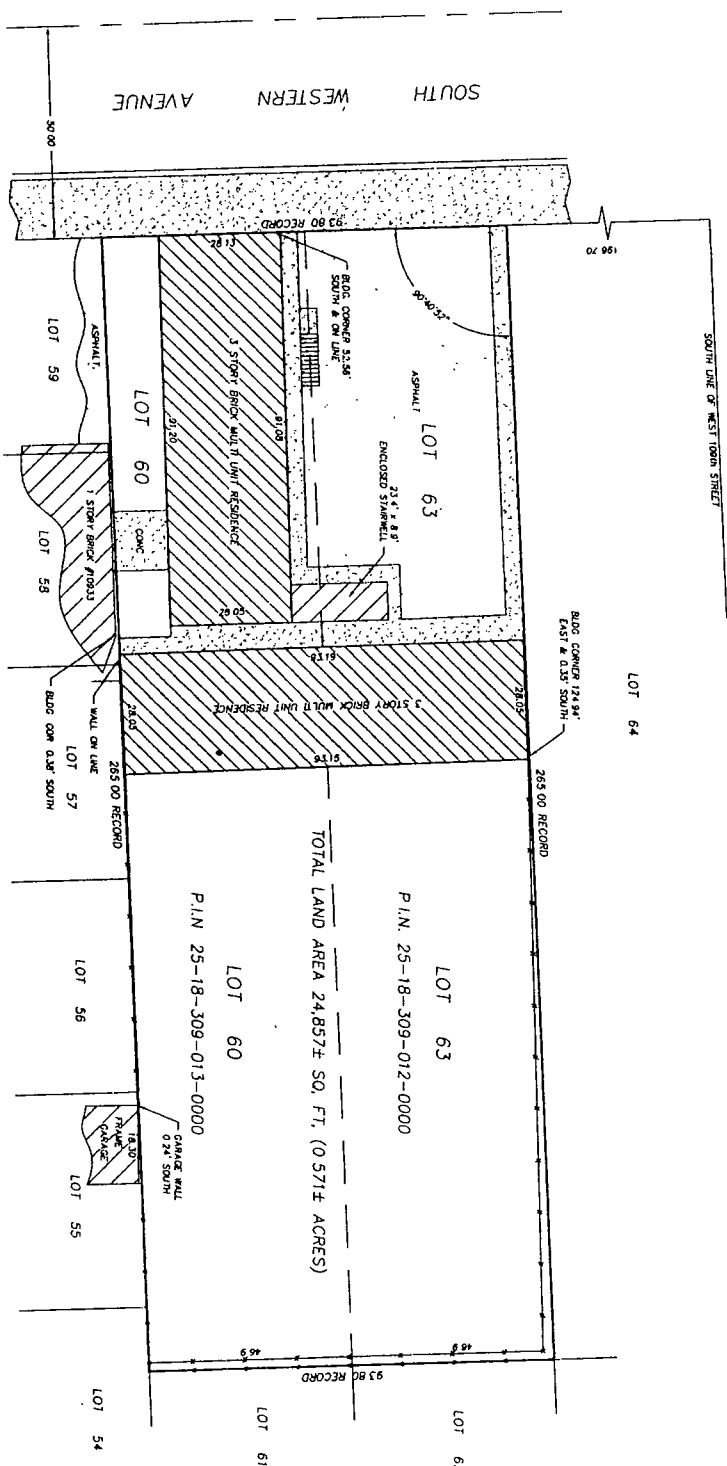 SOUTH WESTERN AVENUE
50 00
93 80 RECORD
196 70
SOUTH LINE OF WEST 109th STREET
90°40'52"
BLDG. CORNER 52.56'
SOUTH & ON LINE
28 13
ASPHALT
LOT 63
ENCLOSED STAIRWELL
23.4' x 8.9'
91.08
3 STORY BRICK MULTI UNIT RESIDENCE
91.20
28.05
LOT 60
CONC
ASPHALT,
LOT 59
1 STORY BRICK #10933
LOT 58
WALL ON LINE
BLDG COR 0.38' SOUTH
LOT 57
BLDG CORNER 124 94'
EAST & 0.35' SOUTH
LOT 64
28.05'
93.19
3 STORY BRICK MULTI UNIT RESIDENCE
93.15
28.05
265 00 RECORD
265 00 RECORD
LOT 63
P.I.N. 25-18-309-012-0000
TOTAL LAND AREA 24,857± SQ. FT. (0 571± ACRES)
LOT 60
P.I.N 25-18-309-013-0000
LOT 56
GARAGE WALL
0.24' SOUTH
18.30
FRAME
GARAGE
LOT 55
46.9
46 9
93 80 RECORD
LOT 54
LOT 61
LOT